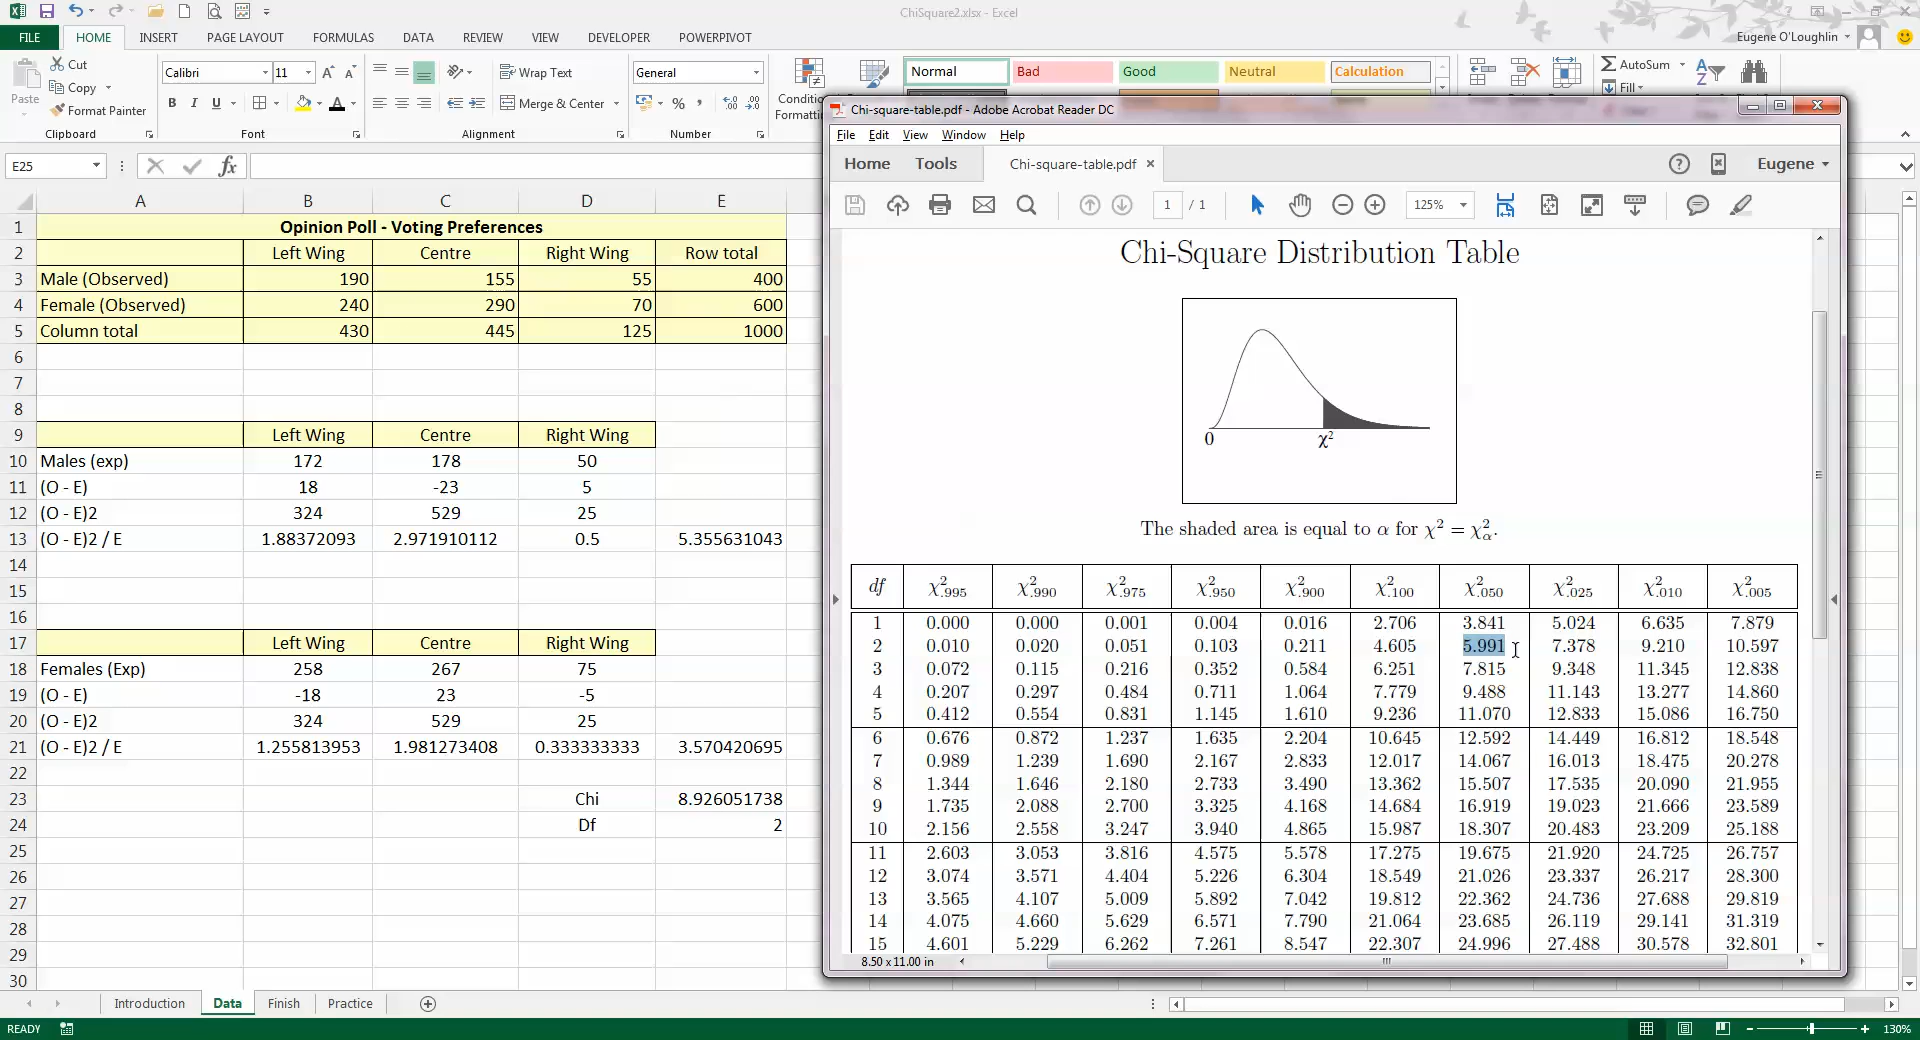 ChiSquare2.xlsx - Excel
FILE HOME INSERT PAGE LAYOUT FORMULAS DATA REVIEW VIEW DEVELOPER POWERPIVOT Eugene O'Loughlin
Paste Cut Copy Format Painter
Calibri 11
B I U
Wrap Text
Merge & Center
General
% ,
Normal Bad Good Neutral Calculation
AutoSum
Fill
Clipboard Font Alignment Number
E25 fx
A B C D E
1 Opinion Poll - Voting Preferences
2 Left Wing Centre Right Wing Row total
3 Male (Observed) 190 155 55 400
4 Female (Observed) 240 290 70 600
5 Column total 430 445 125 1000
6
7
8
9 Left Wing Centre Right Wing
10 Males (exp) 172 178 50
11 (O - E) 18 -23 5
12 (O - E)2 324 529 25
13 (O - E)2 / E 1.88372093 2.971910112 0.5 5.355631043
14
15
16
17 Left Wing Centre Right Wing
18 Females (Exp) 258 267 75
19 (O - E) -18 23 -5
20 (O - E)2 324 529 25
21 (O - E)2 / E 1.255813953 1.981273408 0.333333333 3.570420695
22
23 Chi 8.926051738
24 Df 2
25
26
27
28
29
30
Introduction Data Finish Practice
READY 130%
Chi-square-table.pdf - Adobe Acrobat Reader DC
File Edit View Window Help
Home Tools Chi-square-table.pdf × Eugene
1 / 1 125%
Chi-Square Distribution Table
0 χ²
The shaded area is equal to α for χ² = χ²α.
df χ².995 χ².990 χ².975 χ².950 χ².900 χ².100 χ².050 χ².025 χ².010 χ².005
1 0.000 0.000 0.001 0.004 0.016 2.706 3.841 5.024 6.635 7.879
2 0.010 0.020 0.051 0.103 0.211 4.605 5.991 7.378 9.210 10.597
3 0.072 0.115 0.216 0.352 0.584 6.251 7.815 9.348 11.345 12.838
4 0.207 0.297 0.484 0.711 1.064 7.779 9.488 11.143 13.277 14.860
5 0.412 0.554 0.831 1.145 1.610 9.236 11.070 12.833 15.086 16.750
6 0.676 0.872 1.237 1.635 2.204 10.645 12.592 14.449 16.812 18.548
7 0.989 1.239 1.690 2.167 2.833 12.017 14.067 16.013 18.475 20.278
8 1.344 1.646 2.180 2.733 3.490 13.362 15.507 17.535 20.090 21.955
9 1.735 2.088 2.700 3.325 4.168 14.684 16.919 19.023 21.666 23.589
10 2.156 2.558 3.247 3.940 4.865 15.987 18.307 20.483 23.209 25.188
11 2.603 3.053 3.816 4.575 5.578 17.275 19.675 21.920 24.725 26.757
12 3.074 3.571 4.404 5.226 6.304 18.549 21.026 23.337 26.217 28.300
13 3.565 4.107 5.009 5.892 7.042 19.812 22.362 24.736 27.688 29.819
14 4.075 4.660 5.629 6.571 7.790 21.064 23.685 26.119 29.141 31.319
15 4.601 5.229 6.262 7.261 8.547 22.307 24.996 27.488 30.578 32.801
8.50 x 11.00 in